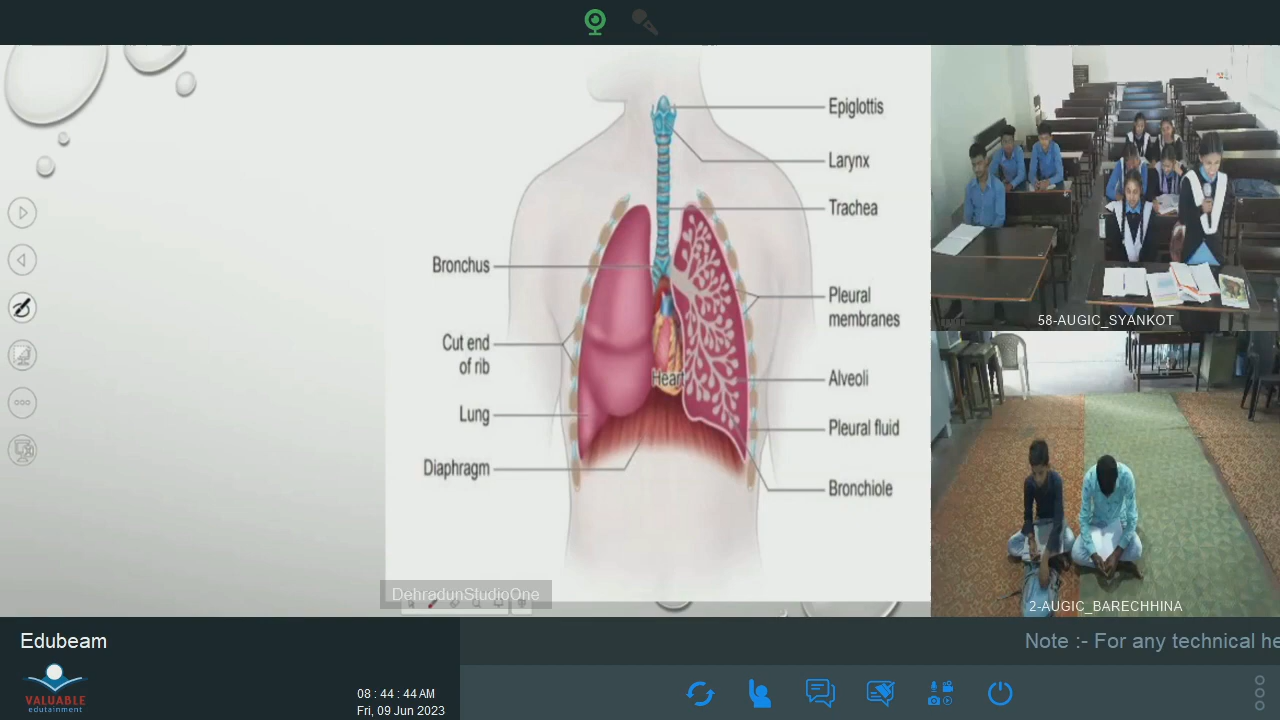 Epiglottis
Larynx
Trachea
Bronchus
Pleural
membranes
Cut end
of rib
Heart
Alveoli
Lung
Pleural fluid
Diaphragm
Bronchiole
DehradunStudioOne
58-AUGIC_SYANKOT
2-AUGIC_BARECHHINA
Edubeam
VALUABLE
edutainment
08 : 44 : 44 AM
Fri, 09 Jun 2023
Note :- For any technical he